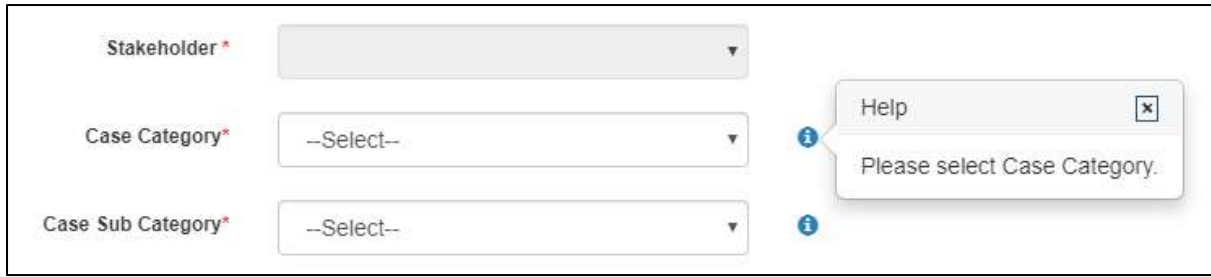 Stakeholder *
Case Category*
--Select--
Help
Please select Case Category.
Case Sub Category*
--Select--